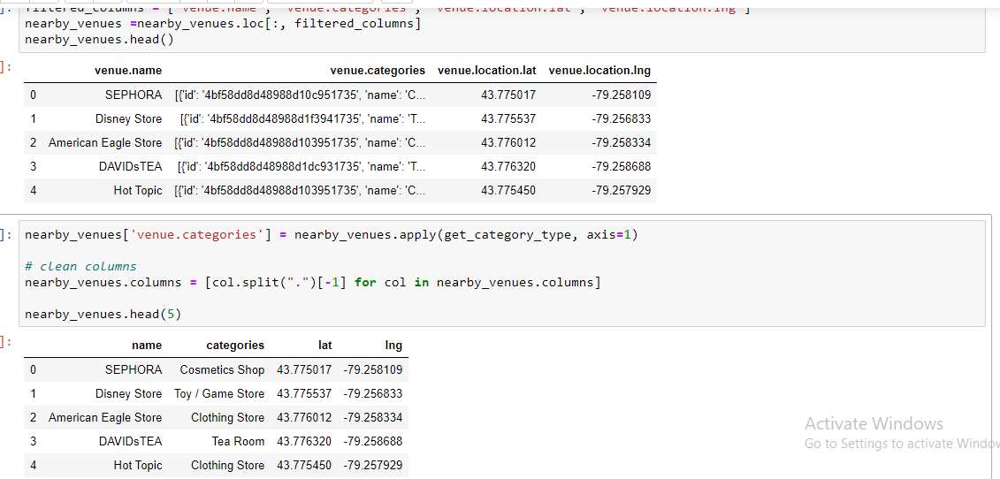 ]:
filtered_columns = ['venue.name', 'venue.categories', 'venue.location.lat', 'venue.location.lng']
nearby_venues =nearby_venues.loc[:, filtered_columns]
nearby_venues.head()
]:
venue.name venue.categories venue.location.lat venue.location.lng
0 SEPHORA [{'id': '4bf58dd8d48988d10c951735', 'name': 'C... 43.775017 -79.258109
1 Disney Store [{'id': '4bf58dd8d48988d1f3941735', 'name': 'T... 43.775537 -79.256833
2 American Eagle Store [{'id': '4bf58dd8d48988d103951735', 'name': 'C... 43.776012 -79.258334
3 DAVIDsTEA [{'id': '4bf58dd8d48988d1dc931735', 'name': 'T... 43.776320 -79.258688
4 Hot Topic [{'id': '4bf58dd8d48988d103951735', 'name': 'C... 43.775450 -79.257929
]: nearby_venues['venue.categories'] = nearby_venues.apply(get_category_type, axis=1)
# clean columns
nearby_venues.columns = [col.split(".")[-1] for col in nearby_venues.columns]
nearby_venues.head(5)
]:
name categories lat lng
0 SEPHORA Cosmetics Shop 43.775017 -79.258109
1 Disney Store Toy / Game Store 43.775537 -79.256833
2 American Eagle Store Clothing Store 43.776012 -79.258334
3 DAVIDsTEA Tea Room 43.776320 -79.258688
4 Hot Topic Clothing Store 43.775450 -79.257929
Activate Windows
Go to Settings to activate Window